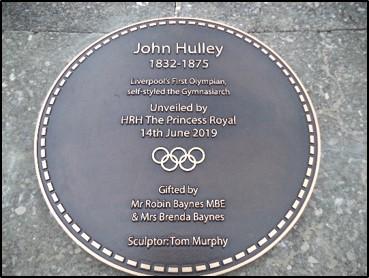 John Hulley
1832-1875
Liverpool's First Olympian,
self-styled the Gymnasiarch
Unveiled by
HRH The Princess Royal
14th June 2019
Gifted by
Mr Robin Baynes MBE
& Mrs Brenda Baynes
Sculptor: Tom Murphy